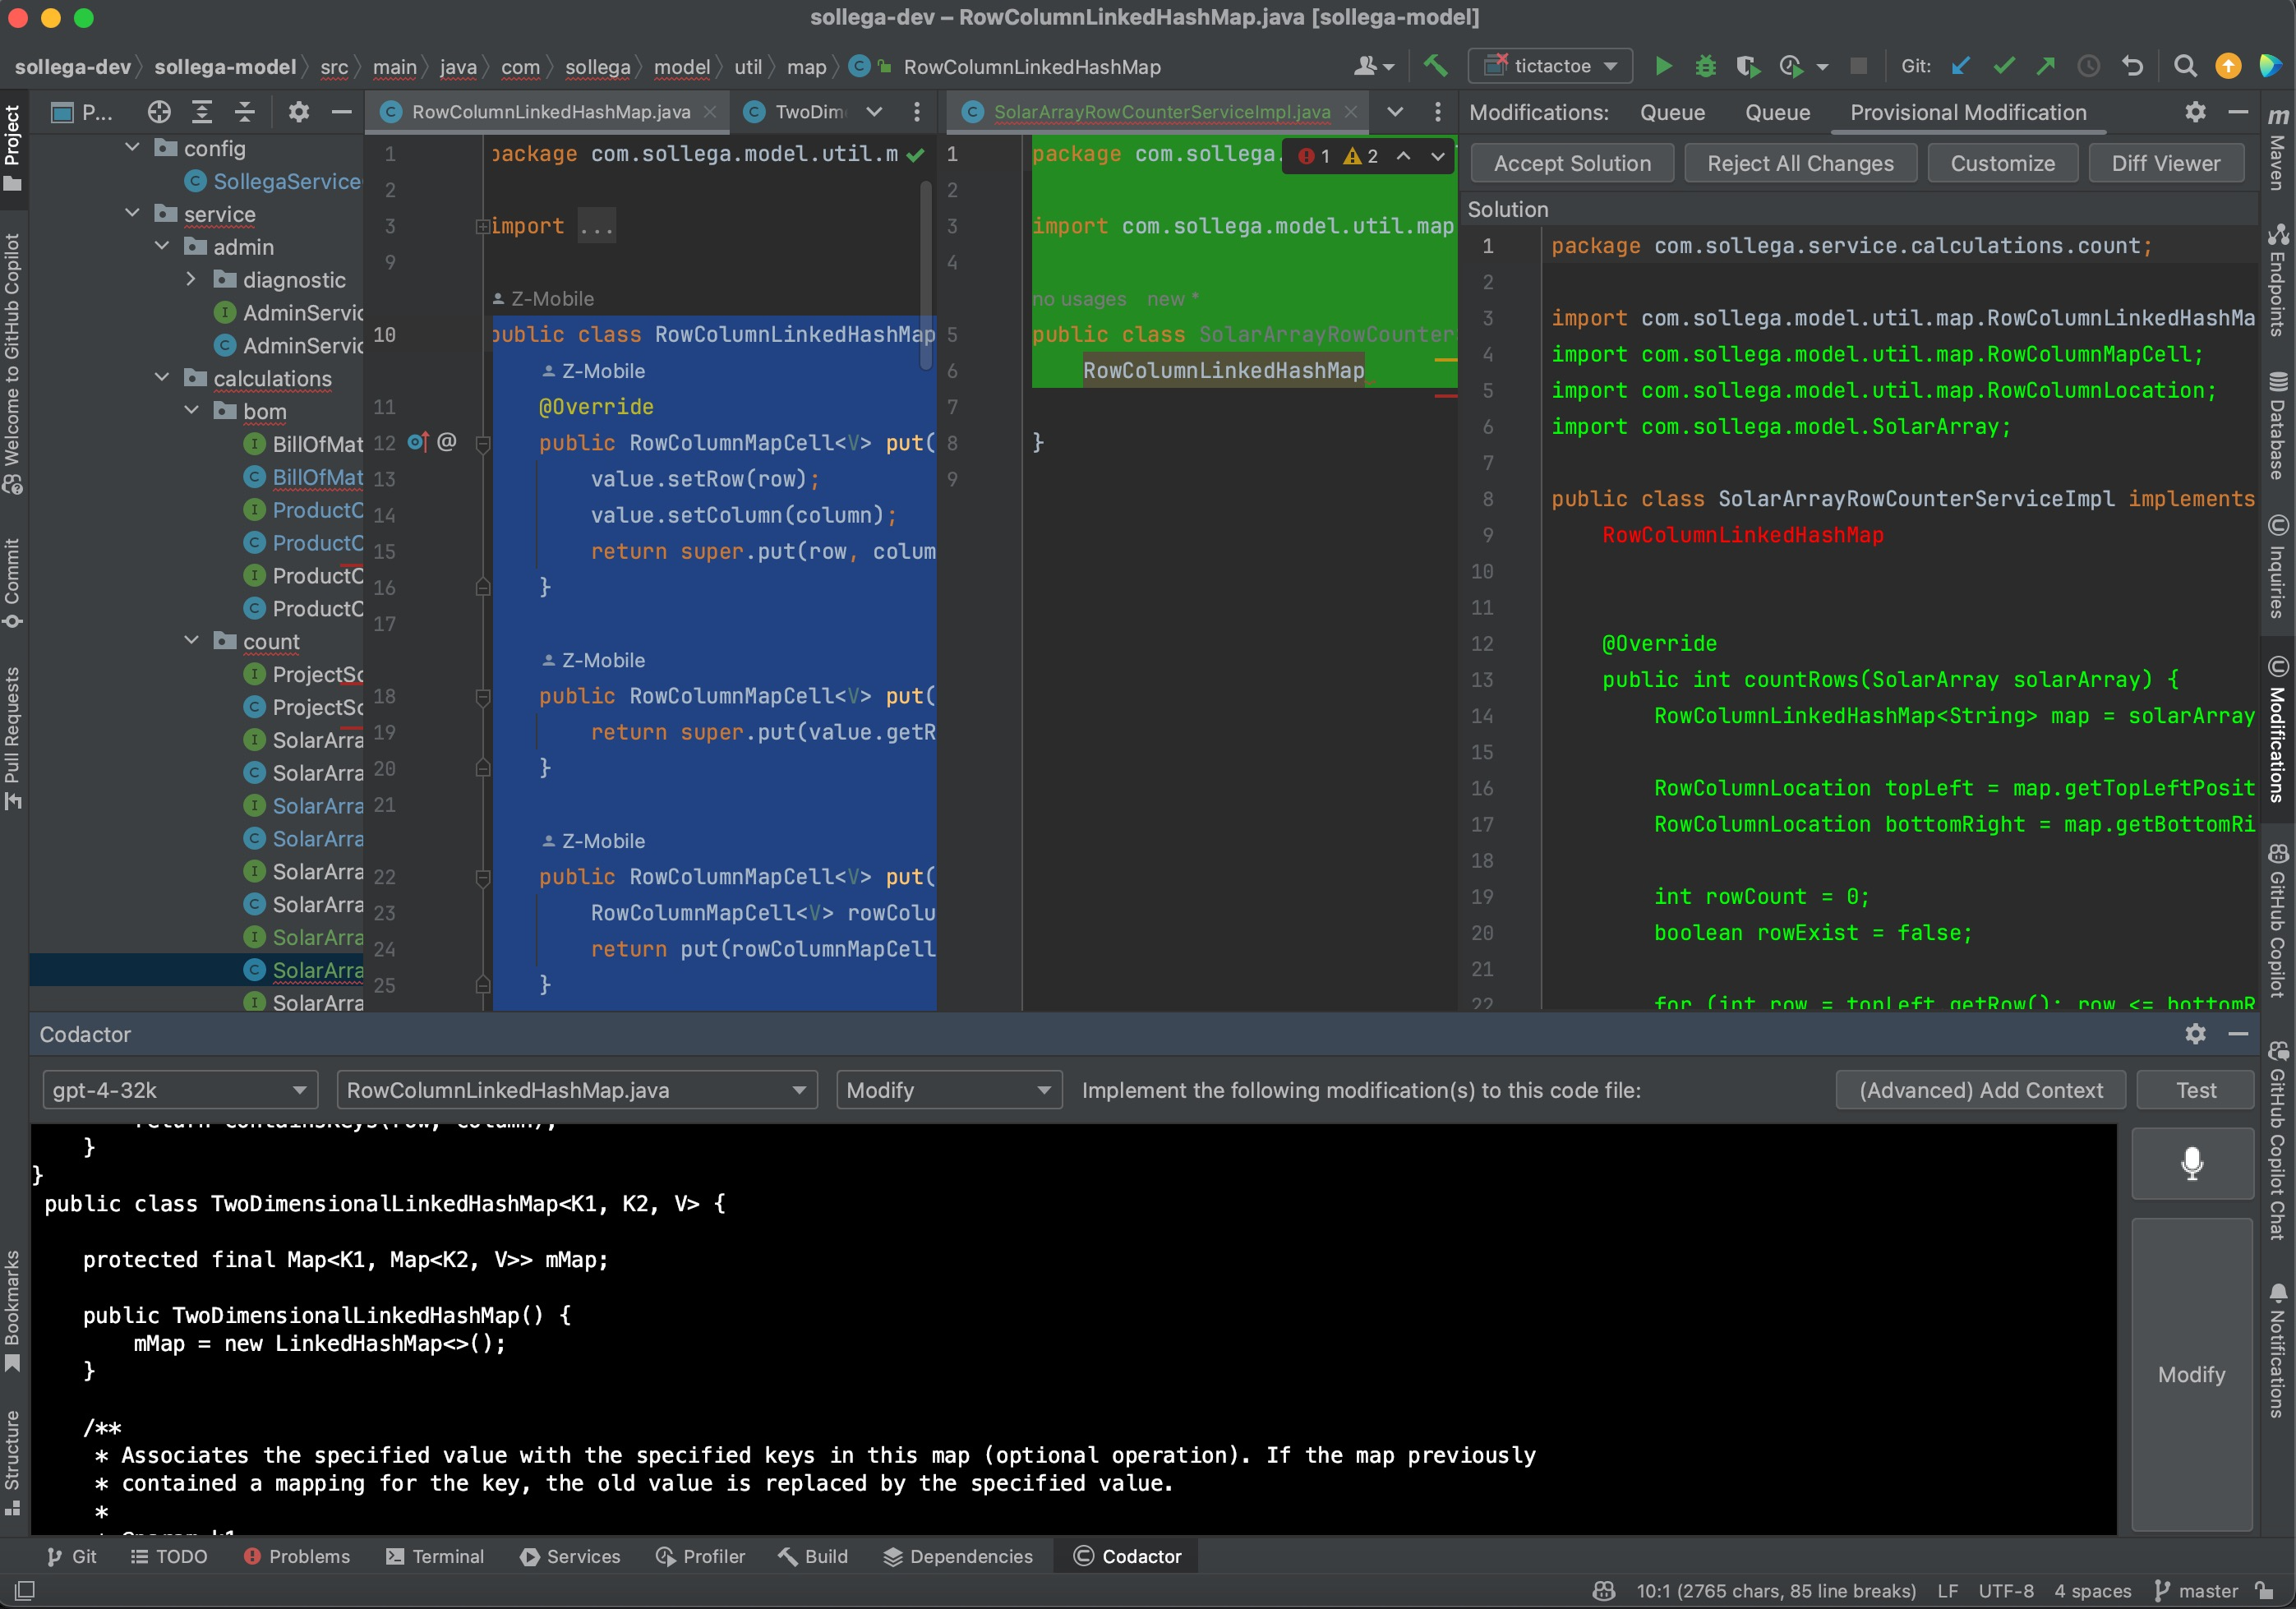 sollega-dev – RowColumnLinkedHashMap.java [sollega-model]
sollega-dev sollega-model src main java com sollega model util map RowColumnLinkedHashMap
tictactoe
Git:
Project
Welcome to GitHub Copilot
Commit
Pull Requests
Bookmarks
Structure
P...
config
SollegaService
service
admin
diagnostic
AdminServic
AdminServic
calculations
bom
BillOfMat
BillOfMat
ProductC
ProductC
ProductC
ProductC
count
ProjectSc
ProjectSc
SolarArra
SolarArra
SolarArra
SolarArra
SolarArra
SolarArra
SolarArra
SolarArra
SolarArra
RowColumnLinkedHashMap.java
TwoDim
1 package com.sollega.model.util.m
2
3 import ...
9
Z-Mobile
10 public class RowColumnLinkedHashMap
Z-Mobile
11 @Override
12 @ public RowColumnMapCell<V> put(
13 value.setRow(row);
14 value.setColumn(column);
15 return super.put(row, colum
16 }
17
Z-Mobile
18 public RowColumnMapCell<V> put(
19 return super.put(value.getR
20 }
21
Z-Mobile
22 public RowColumnMapCell<V> put(
23 RowColumnMapCell<V> rowColu
24 return put(rowColumnMapCell
25 }
SolarArrayRowCounterServiceImpl.java
1 2
1 package com.sollega.
2
3 import com.sollega.model.util.map
4
no usages new *
5 public class SolarArrayRowCounter
6 RowColumnLinkedHashMap
7
8 }
9
Modifications: Queue Queue Provisional Modification
Accept Solution Reject All Changes Customize Diff Viewer
Solution
1 package com.sollega.service.calculations.count;
2
3 import com.sollega.model.util.map.RowColumnLinkedHashMa
4 import com.sollega.model.util.map.RowColumnMapCell;
5 import com.sollega.model.util.map.RowColumnLocation;
6 import com.sollega.model.SolarArray;
7
8 public class SolarArrayRowCounterServiceImpl implements
9 RowColumnLinkedHashMap
10
11
12 @Override
13 public int countRows(SolarArray solarArray) {
14 RowColumnLinkedHashMap<String> map = solarArray
15
16 RowColumnLocation topLeft = map.getTopLeftPosit
17 RowColumnLocation bottomRight = map.getBottomRi
18
19 int rowCount = 0;
20 boolean rowExist = false;
21
22 for (int row = topLeft.getRow(); row <= bottomR
m Maven
Endpoints
Database
Inquiries
Modifications
GitHub Copilot
GitHub Copilot Chat
Notifications
Codactor
gpt-4-32k RowColumnLinkedHashMap.java Modify Implement the following modification(s) to this code file: (Advanced) Add Context Test
return containsKeys(row, column);
}
}
public class TwoDimensionalLinkedHashMap<K1, K2, V> {
protected final Map<K1, Map<K2, V>> mMap;
public TwoDimensionalLinkedHashMap() {
mMap = new LinkedHashMap<>();
}
/**
* Associates the specified value with the specified keys in this map (optional operation). If the map previously
* contained a mapping for the key, the old value is replaced by the specified value.
*
Modify
Git TODO Problems Terminal Services Profiler Build Dependencies Codactor
10:1 (2765 chars, 85 line breaks) LF UTF-8 4 spaces master